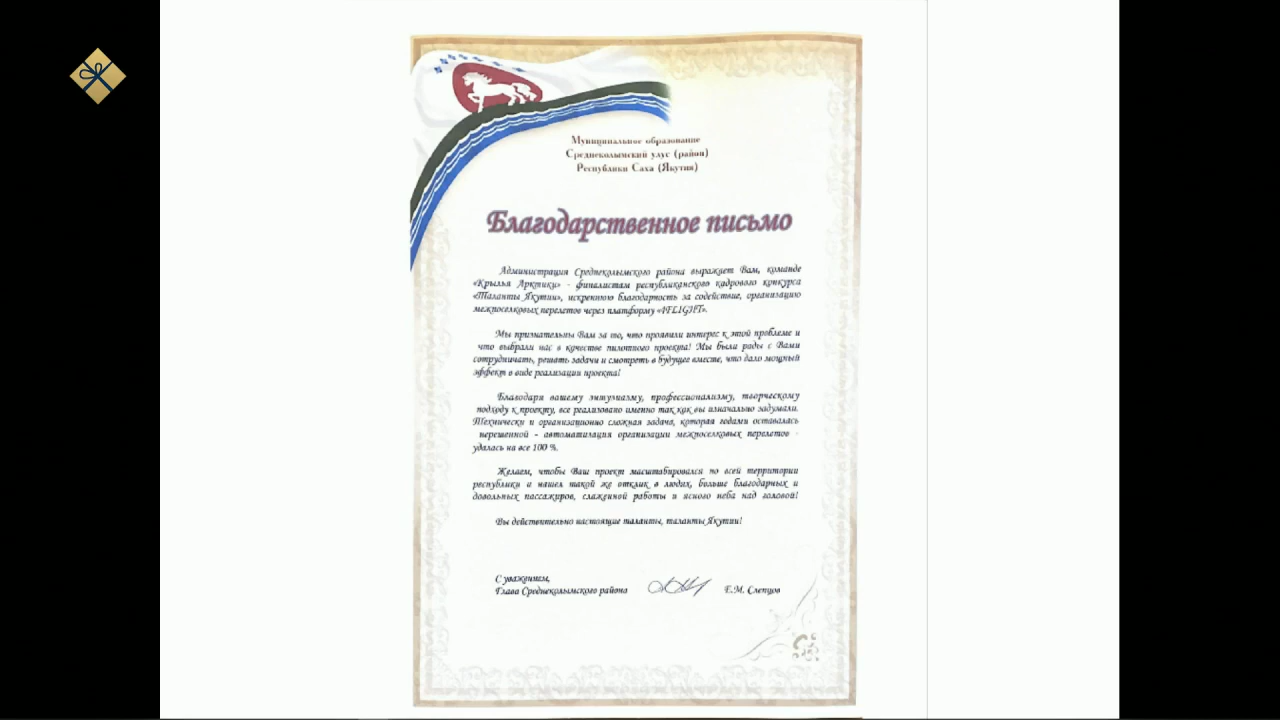 Муниципальное образование
Среднеколымский улус (район)
Республики Саха (Якутия)
Благодарственное письмо
Администрация Среднеколымского района выражает Вам, команде
«Крылья Арктики» - финалистам республиканского кадрового конкурса
«Таланты Якутии», искреннюю благодарность за содействие, организацию
межпоселковых перелетов через платформу «IFLIGHT».
Мы признательны Вам за то, что проявили интерес к этой проблеме и
что выбрали нас в качестве пилотного проекта! Мы были рады с Вами
сотрудничать, решать задачи и смотреть в будущее вместе, что дало мощный
эффект в виде реализации проекта!
Благодаря вашему энтузиазму, профессионализму, творческому
подходу к проекту, все реализовано именно так как вы изначально задумали.
Технически и организационно сложная задача, которая годами оставалась
нерешенной - автоматизация организации межпоселковых перелетов -
удалась на все 100 %.
Желаем, чтобы Ваш проект масштабировался по всей территории
республики и нашел такой же отклик в людях, больше благодарных и
довольных пассажиров, слаженной работы и ясного неба над головой!
Вы действительно настоящие таланты, таланты Якутии!
С уважением,
Глава Среднеколымского района Е.М. Слепцов